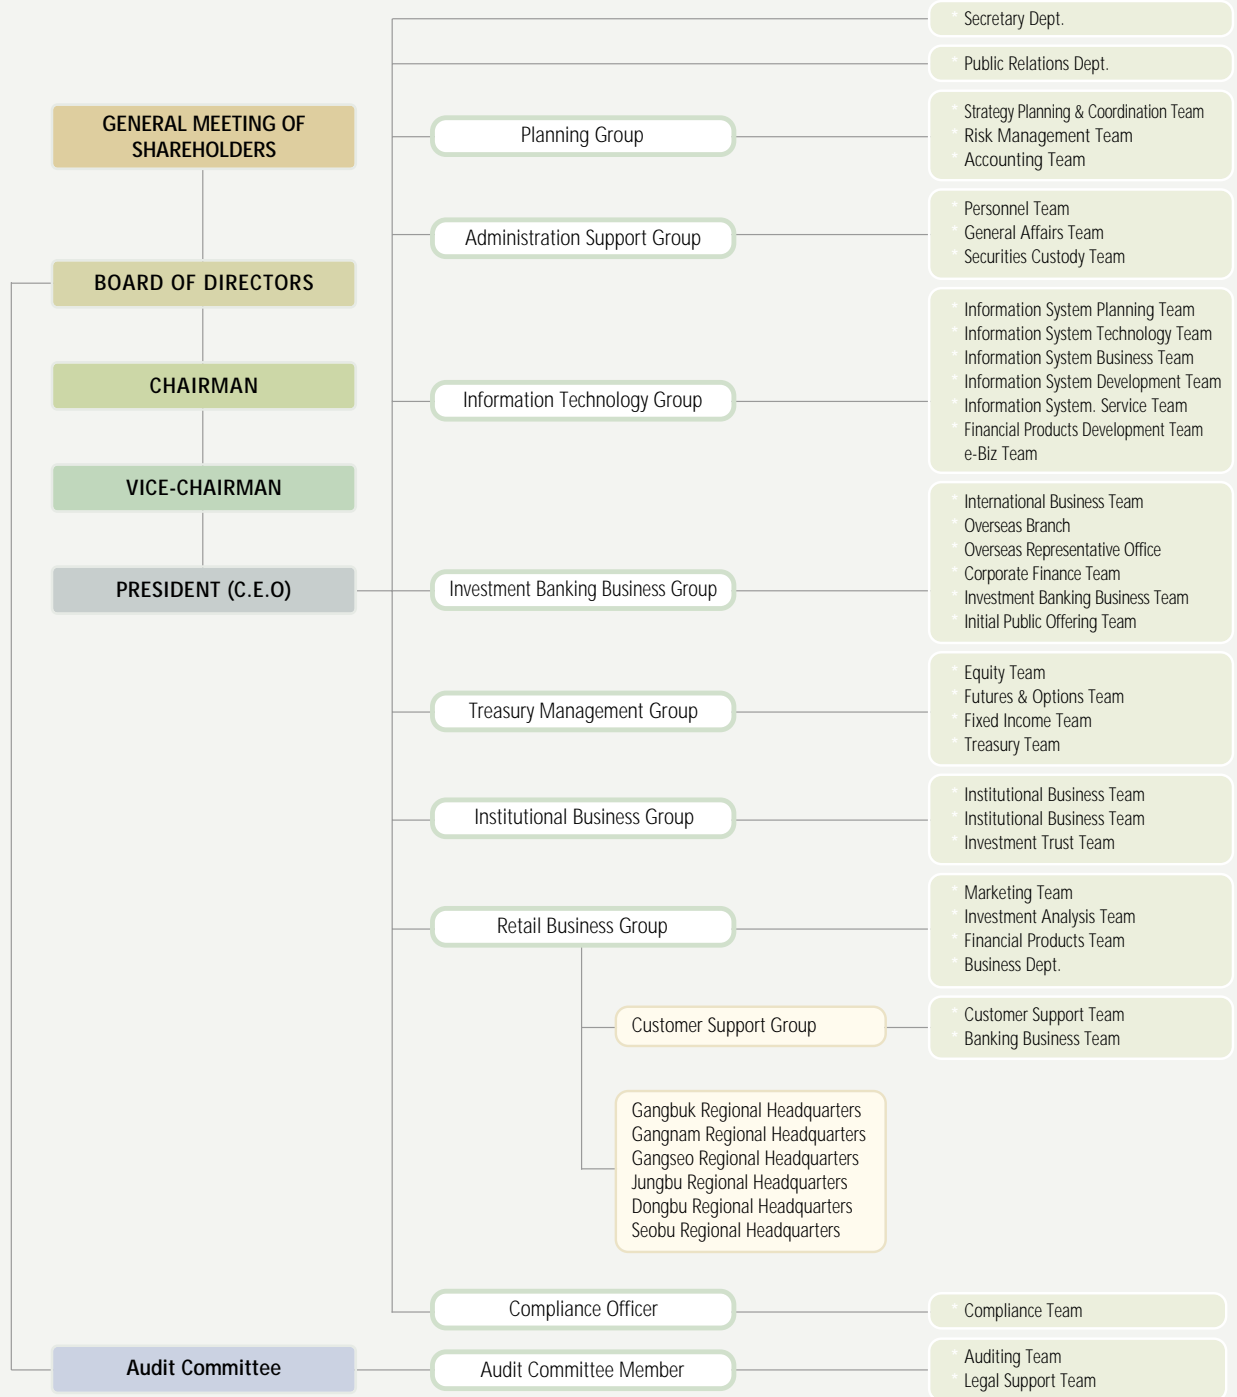 Secretary Dept.
Public Relations Dept.
GENERAL MEETING OF
SHAREHOLDERS
Planning Group
* Strategy Planning & Coordination Team
* Risk Management Team
* Accounting Team
Administration Support Group
* Personnel Team
* General Affairs Team
* Securities Custody Team
BOARD OF DIRECTORS
CHAIRMAN
VICE-CHAIRMAN
PRESIDENT (C.E.O)
Information Technology Group
* Information System Planning Team
* Information System Technology Team
* Information System Business Team
* Information System Development Team
* Information System. Service Team
* Financial Products Development Team
e-Biz Team
Investment Banking Business Group
* International Business Team
* Overseas Branch
* Overseas Representative Office
* Corporate Finance Team
* Investment Banking Business Team
* Initial Public Offering Team
Treasury Management Group
* Equity Team
* Futures & Options Team
* Fixed Income Team
* Treasury Team
Institutional Business Group
* Institutional Business Team
* Institutional Business Team
* Investment Trust Team
Retail Business Group
* Marketing Team
* Investment Analysis Team
* Financial Products Team
* Business Dept.
Customer Support Group
* Customer Support Team
* Banking Business Team
Gangbuk Regional Headquarters
Gangnam Regional Headquarters
Gangseo Regional Headquarters
Jungbu Regional Headquarters
Dongbu Regional Headquarters
Seobu Regional Headquarters
Compliance Officer
* Compliance Team
Audit Committee
Audit Committee Member
* Auditing Team
* Legal Support Team